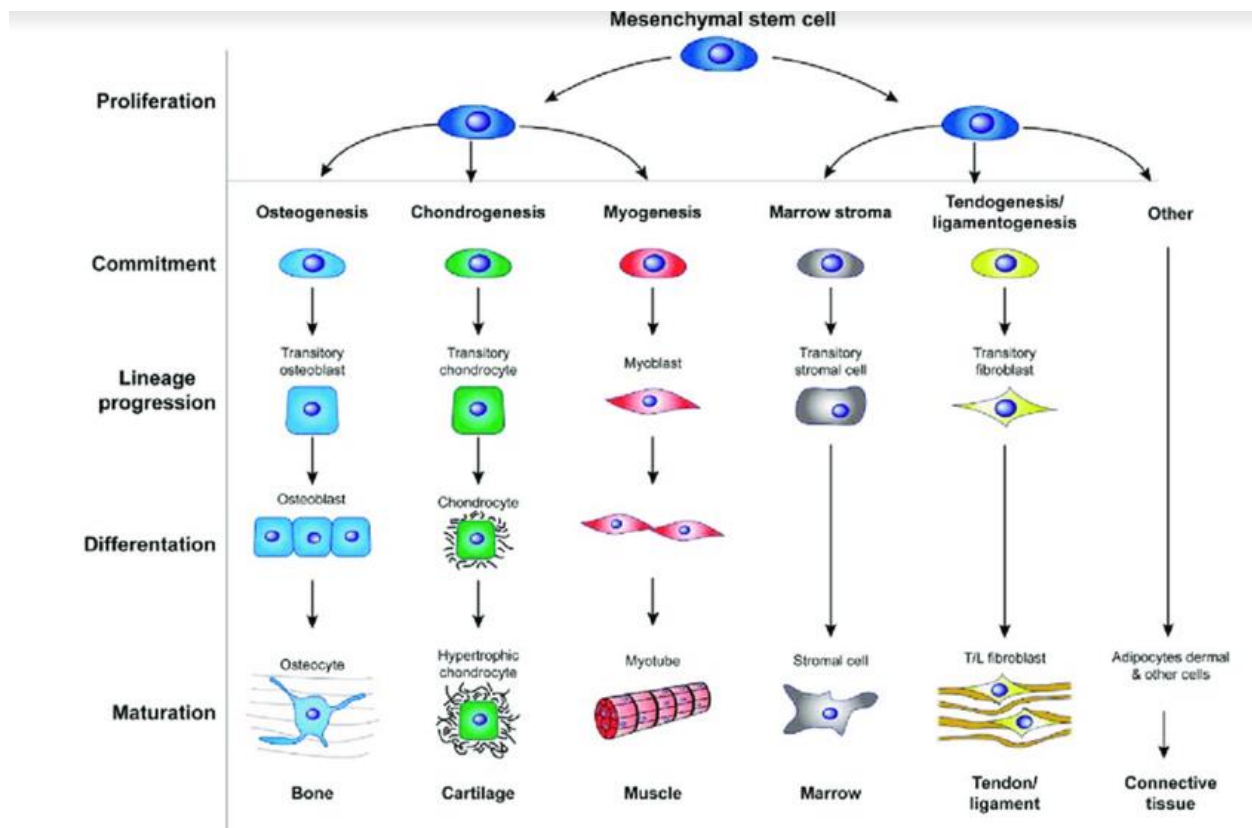 Mesenchymal stem cell
Proliferation
Osteogenesis
Chondrogenesis
Myogenesis
Marrow stroma
Tendogenesis/
ligamentogenesis
Other
Commitment
Lineage
progression
Transitory
osteoblast
Transitory
chondrocyte
Myoblast
Transitory
stromal cell
Transitory
fibroblast
Differentation
Osteoblast
Chondrocyte
Maturation
Osteocyte
Hypertrophic
chondrocyte
Myotube
Stromal cell
T/L fibroblast
Adipocytes dermal
& other cells
Bone
Cartilage
Muscle
Marrow
Tendon/
ligament
Connective
tissue